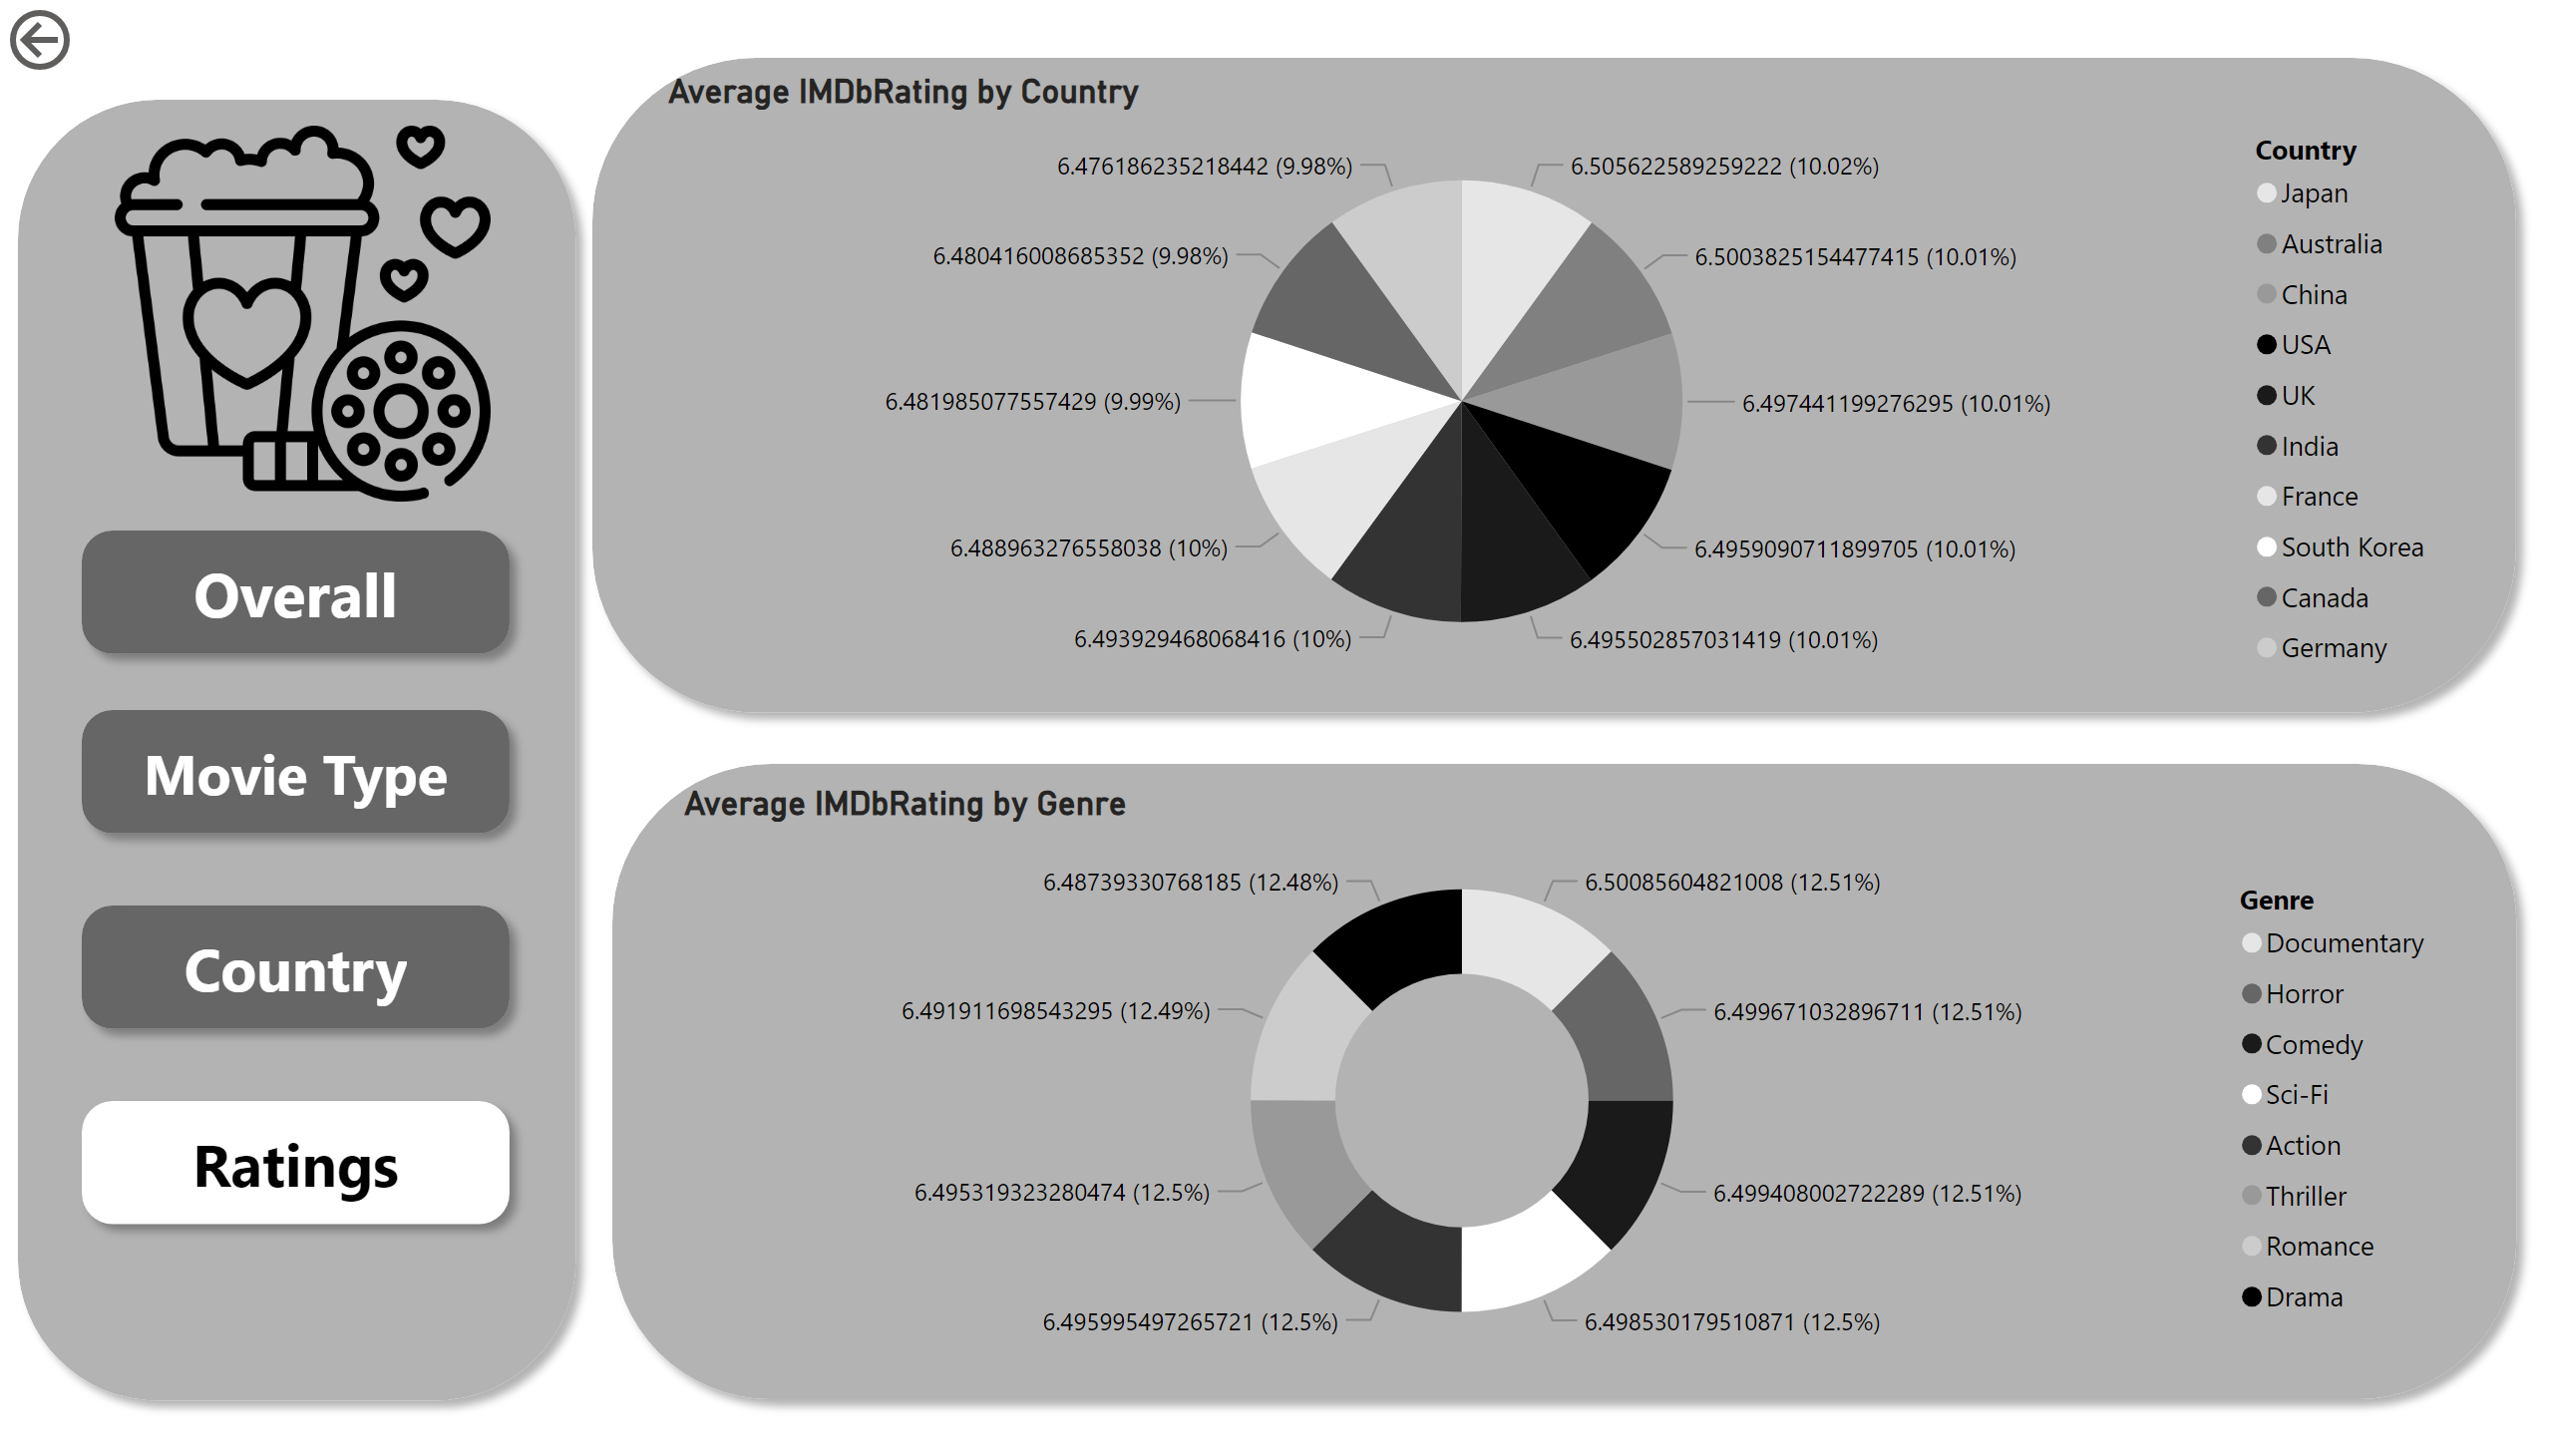 Overall
Movie Type
Country
Ratings
Average IMDbRating by Country
6.476186235218442 (9.98%)
6.505622589259222 (10.02%)
6.480416008685352 (9.98%)
6.5003825154477415 (10.01%)
6.481985077557429 (9.99%)
6.497441199276295 (10.01%)
6.488963276558038 (10%)
6.4959090711899705 (10.01%)
6.493929468068416 (10%)
6.495502857031419 (10.01%)
Country
Japan
Australia
China
USA
UK
India
France
South Korea
Canada
Germany
Average IMDbRating by Genre
6.48739330768185 (12.48%)
6.50085604821008 (12.51%)
6.491911698543295 (12.49%)
6.499671032896711 (12.51%)
6.495319323280474 (12.5%)
6.499408002722289 (12.51%)
6.495995497265721 (12.5%)
6.498530179510871 (12.5%)
Genre
Documentary
Horror
Comedy
Sci-Fi
Action
Thriller
Romance
Drama